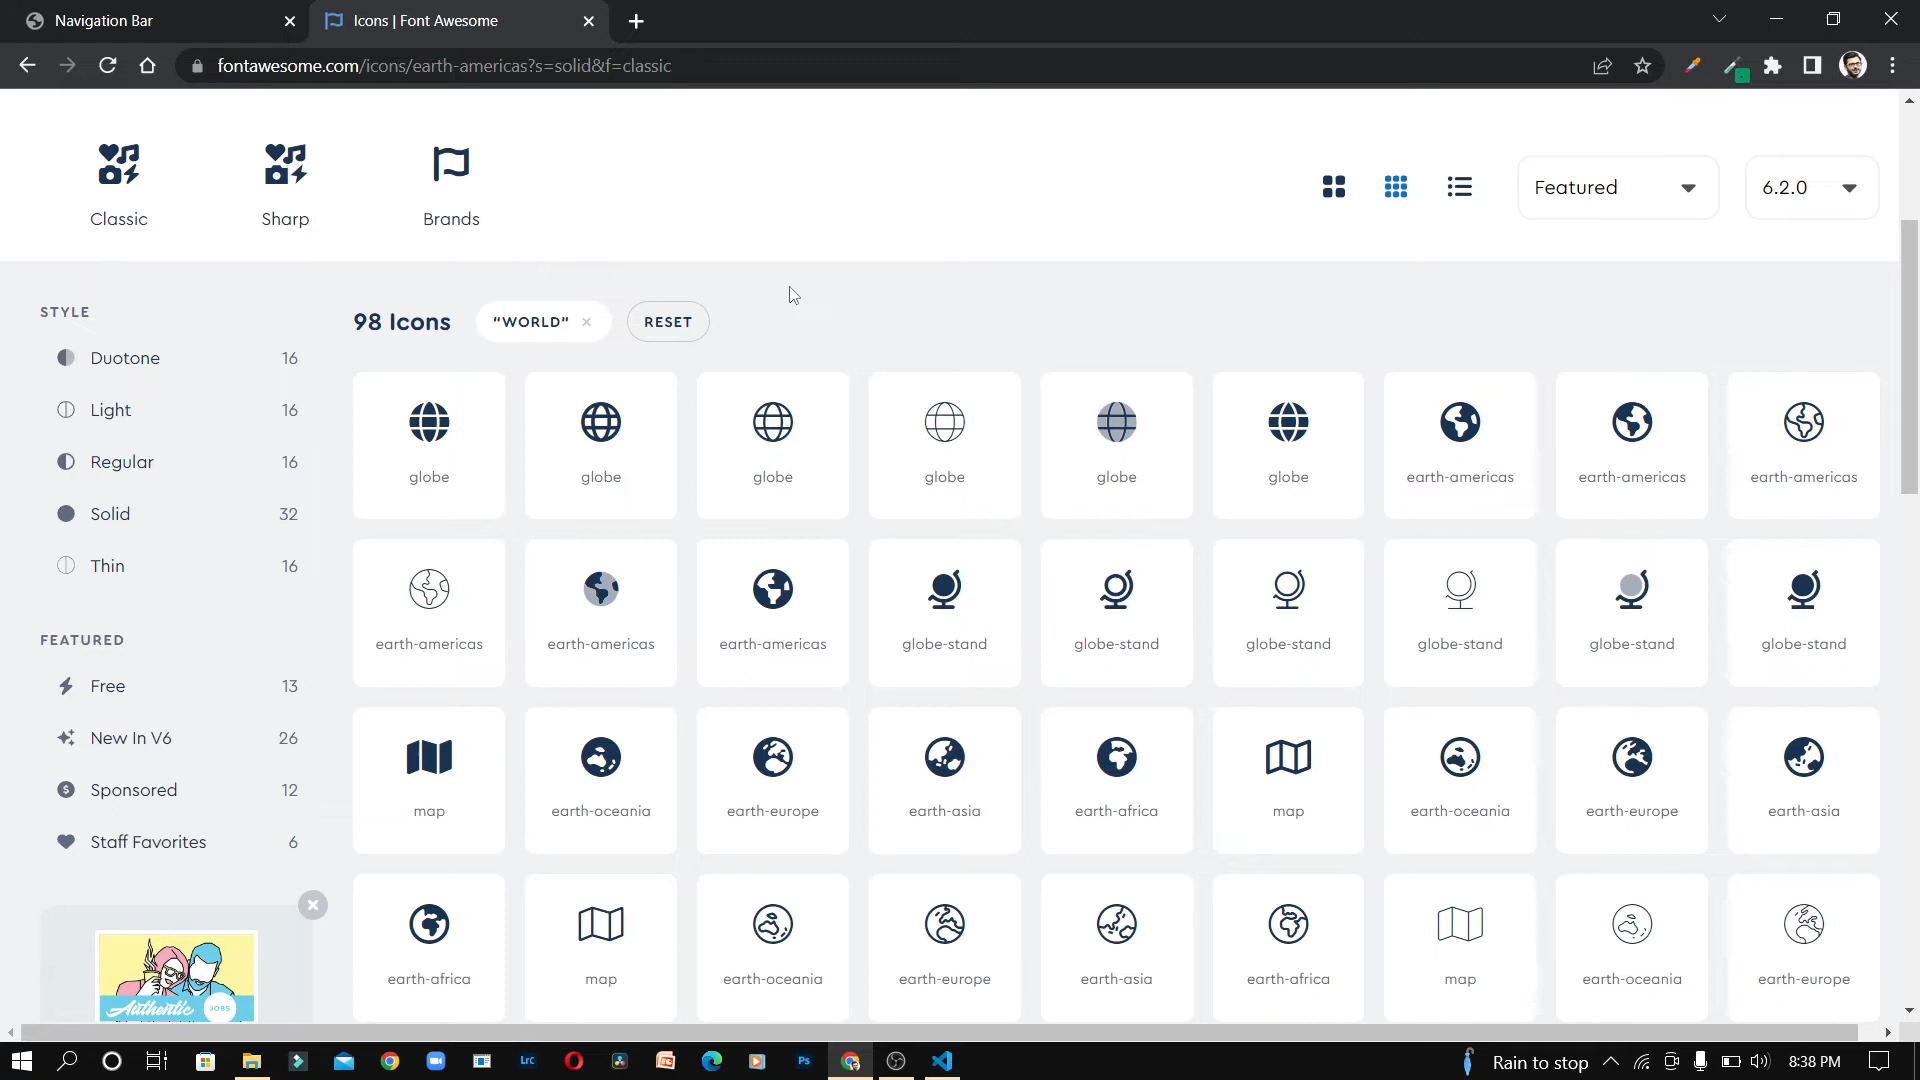 Navigation Bar
Icons | Font Awesome
fontawesome.com/icons/earth-americas?s=solid&f=classic
Classic
Sharp
Brands
Featured
6.2.0
STYLE
98 Icons
“WORLD”
RESET
Duotone 16
Light 16
Regular 16
Solid 32
Thin 16
FEATURED
Free 13
New In V6 26
Sponsored 12
Staff Favorites 6
globe globe globe globe globe globe earth-americas earth-americas earth-americas
earth-americas earth-americas earth-americas globe-stand globe-stand globe-stand globe-stand globe-stand globe-stand
map earth-oceania earth-europe earth-asia earth-africa map earth-oceania earth-europe earth-asia
earth-africa map earth-oceania earth-europe earth-asia earth-africa map earth-oceania earth-europe
Authentic
JOBS
Lrc
Ps
Rain to stop
8:38 PM